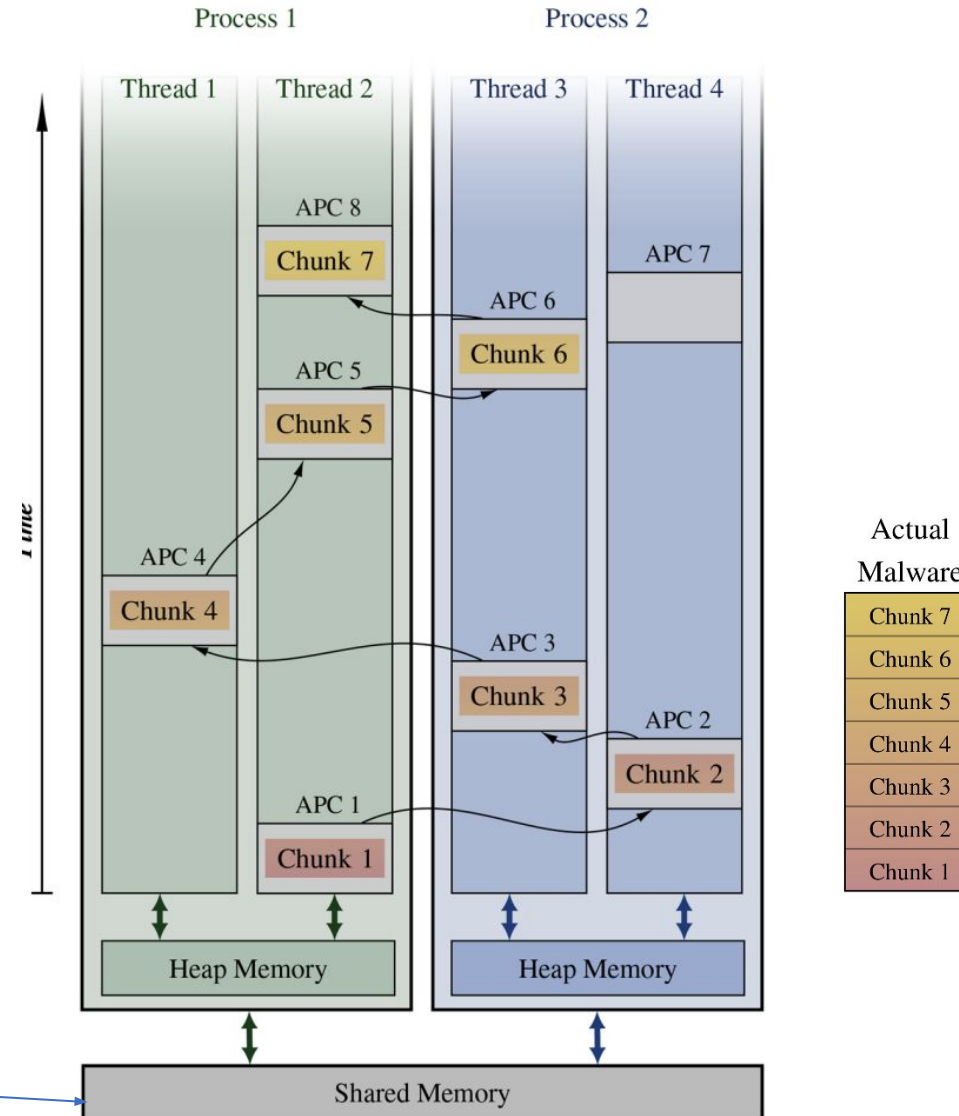 Process 1
Process 2
Thread 1
Thread 2
Thread 3
Thread 4
APC 8
Chunk 7
APC 7
APC 6
Chunk 6
APC 5
Chunk 5
APC 4
Chunk 4
APC 3
Chunk 3
APC 2
Chunk 2
APC 1
Chunk 1
Time
Heap Memory
Heap Memory
Shared Memory
Actual
Malware
Chunk 7
Chunk 6
Chunk 5
Chunk 4
Chunk 3
Chunk 2
Chunk 1